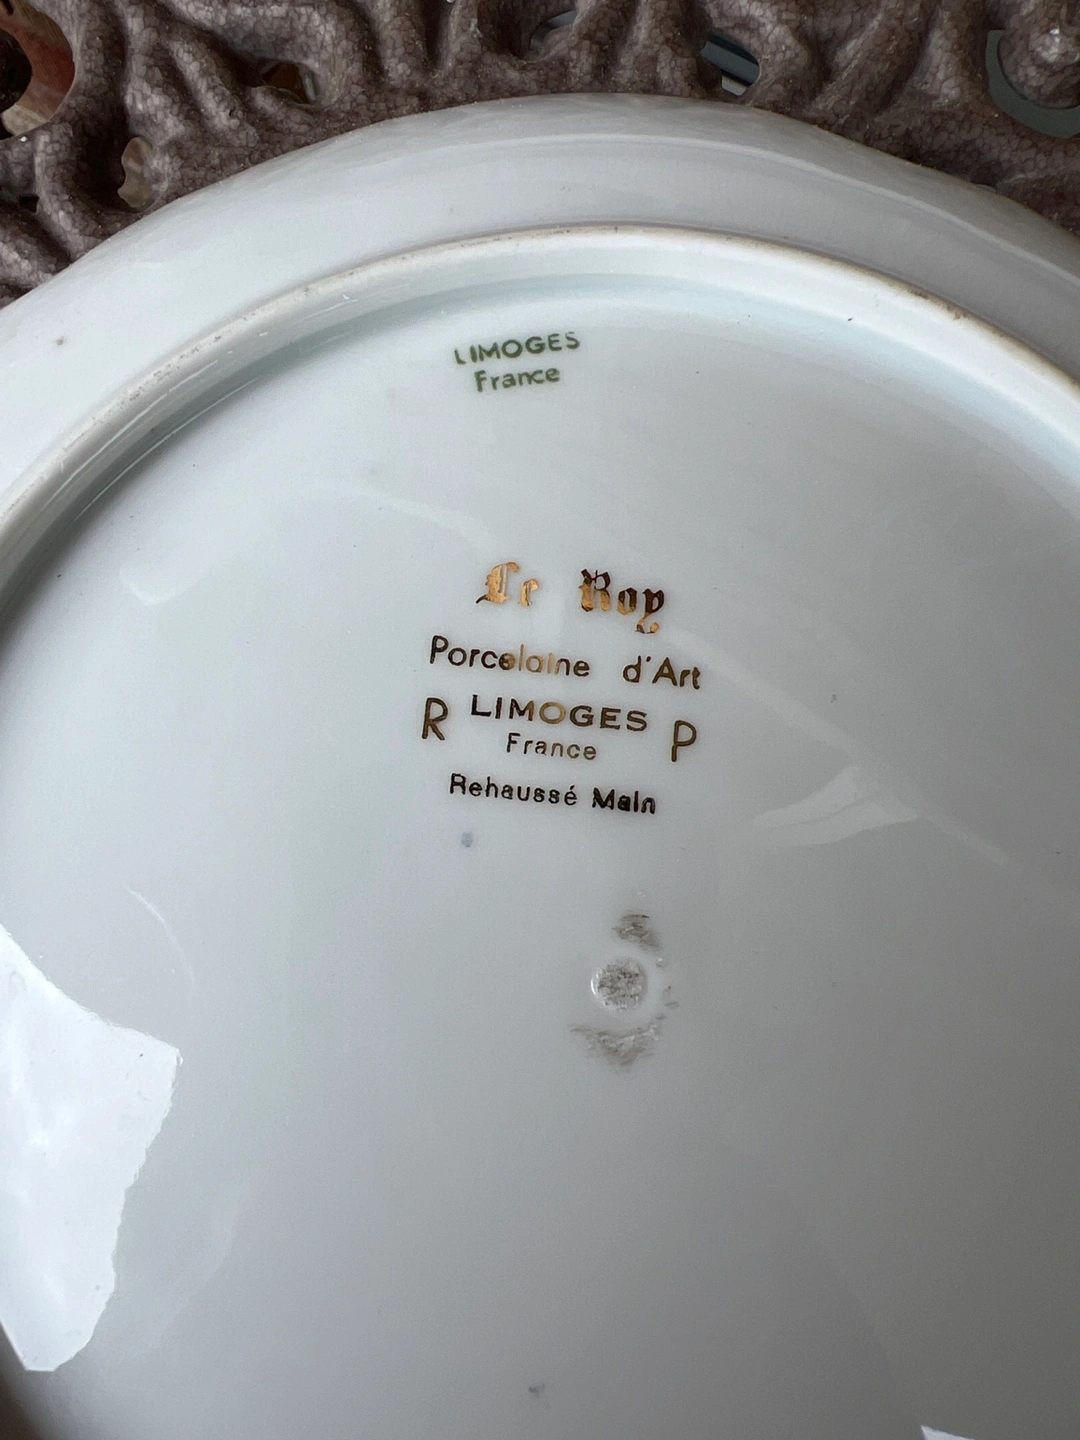 LIMOGES
France
Le Roy
Porcelaine d'Art
R LIMOGES P
France
Rehaussé Main